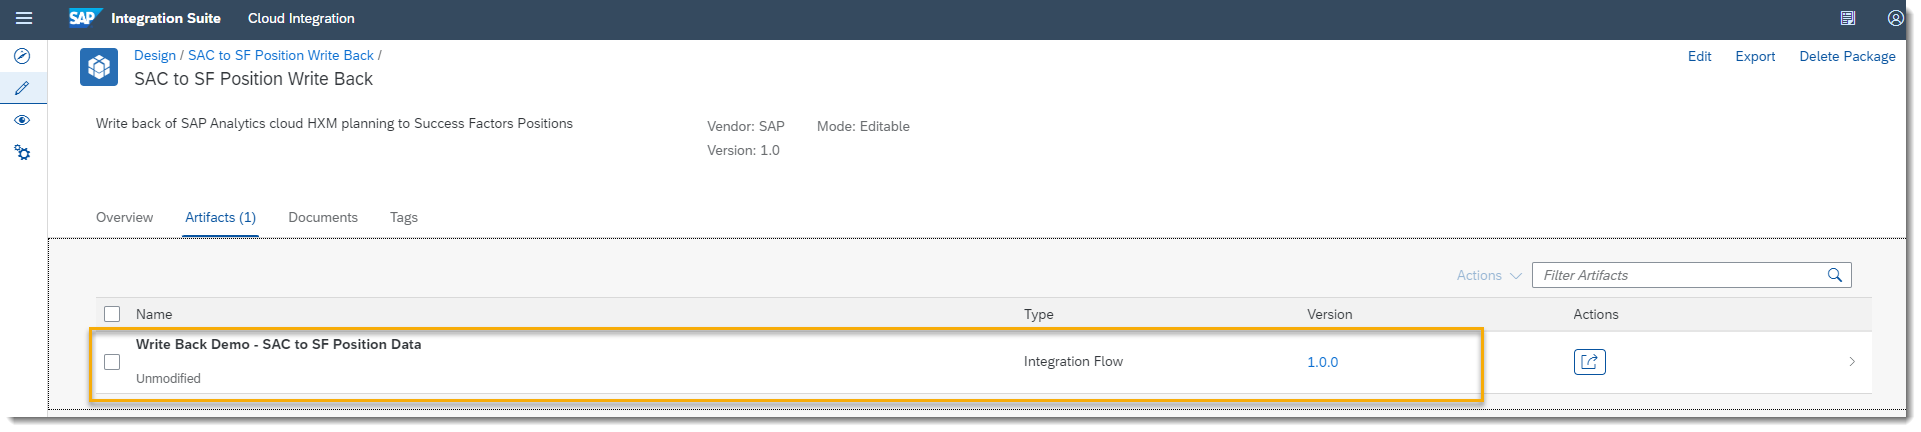 SAP Integration Suite Cloud Integration
Design / SAC to SF Position Write Back /
Edit Export Delete Package
SAC to SF Position Write Back
Write back of SAP Analytics cloud HXM planning to Success Factors Positions
Vendor: SAP Mode: Editable
Version: 1.0
Overview Artifacts (1) Documents Tags
Actions Filter Artifacts
Name Type Version Actions
Write Back Demo - SAC to SF Position Data
Integration Flow 1.0.0
Unmodified